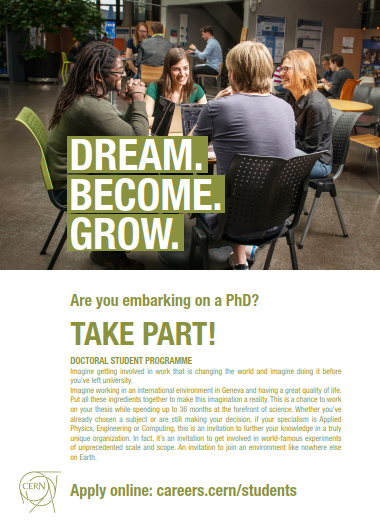 DREAM.
BECOME.
GROW.
Are you embarking on a PhD?
TAKE PART!
DOCTORAL STUDENT PROGRAMME
Imagine getting involved in work that is changing the world and imagine doing it before
you've left university.
Imagine working in an international environment in Geneva and having a great quality of life.
Put all these ingredients together to make this imagination a reality. This is a chance to work
on your thesis while spending up to 36 months at the forefront of science. Whether you've
already chosen a subject or are still making your decision, if your specialism is Applied
Physics, Engineering or Computing, this is an invitation to further your knowledge in a truly
unique organization. In fact, it's an invitation to get involved in world-famous experiments
of unprecedented scale and scope. An invitation to join an environment like nowhere else
on Earth.
CERN
Apply online: careers.cern/students